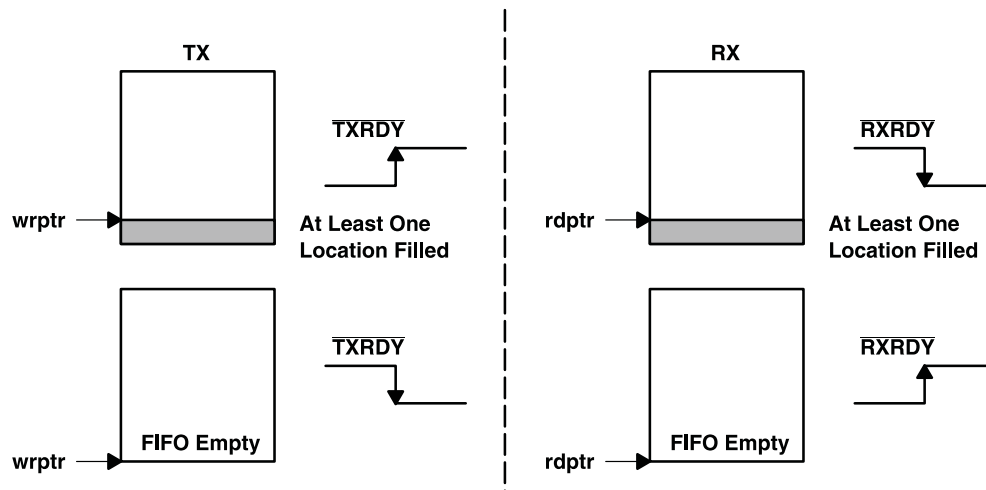 TX
TXRDY
wrptr
At Least One
Location Filled
TXRDY
FIFO Empty
wrptr
RX
RXRDY
rdptr
At Least One
Location Filled
RXRDY
FIFO Empty
rdptr